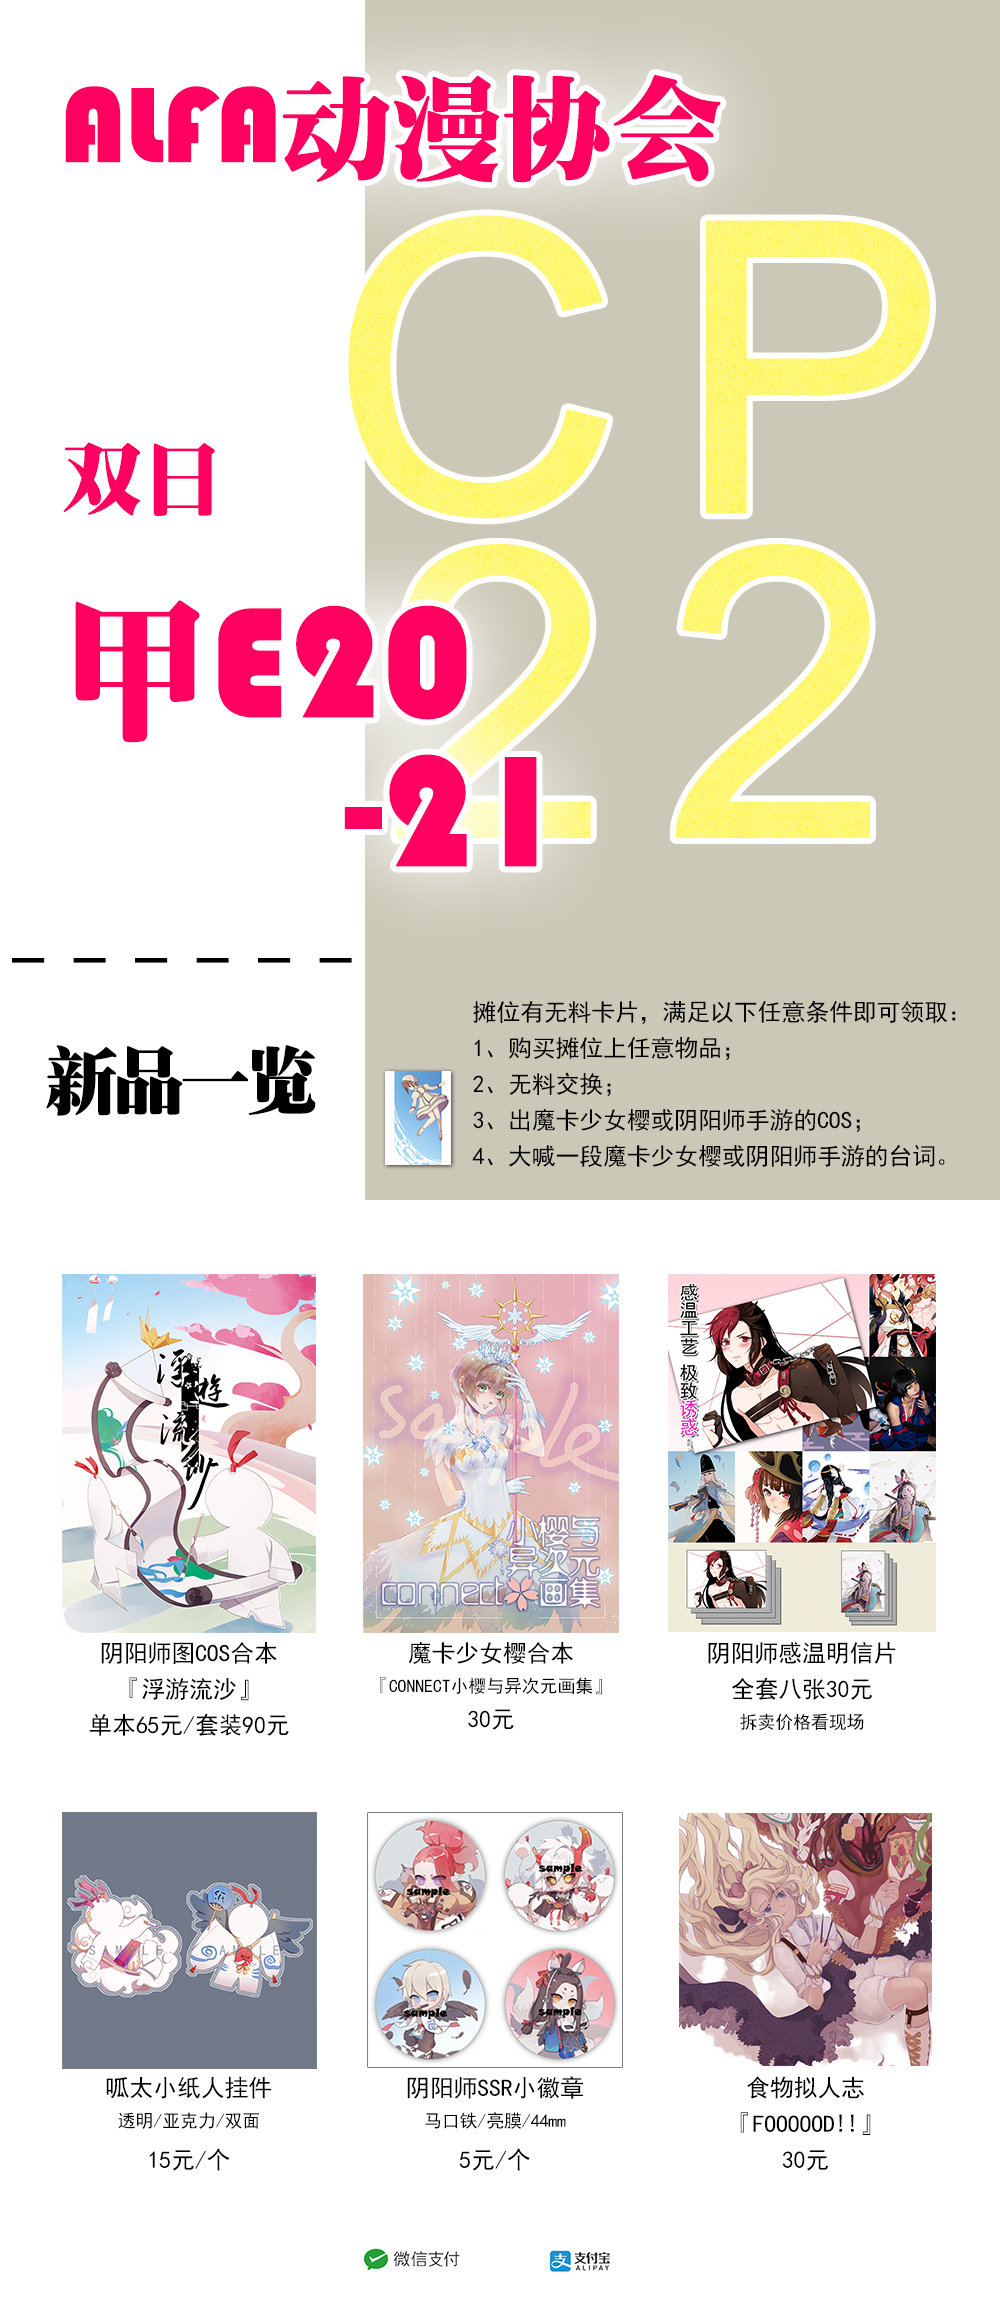 ALFA动漫协会
CP
22
双日
甲E20
-21
新品一览
摊位有无料卡片，满足以下任意条件即可领取：
1、购买摊位上任意物品；
2、无料交换；
3、出魔卡少女樱或阴阳师手游的COS；
4、大喊一段魔卡少女樱或阴阳师手游的台词。
浮游
流沙
Sample
小樱与
异次元
connect画集
感温工艺 极致诱惑
阴阳师图COS合本
『浮游流沙』
单本65元/套装90元
魔卡少女樱合本
『CONNECT小樱与异次元画集』
30元
阴阳师感温明信片
全套八张30元
拆卖价格看现场
SAMPLE
SAMPLE
sample
sample
sample
sample
呱太小纸人挂件
透明/亚克力/双面
15元/个
阴阳师SSR小徽章
马口铁/亮膜/44mm
5元/个
食物拟人志
『FOOOOOD!!』
30元
微信支付
支付宝
ALIPAY